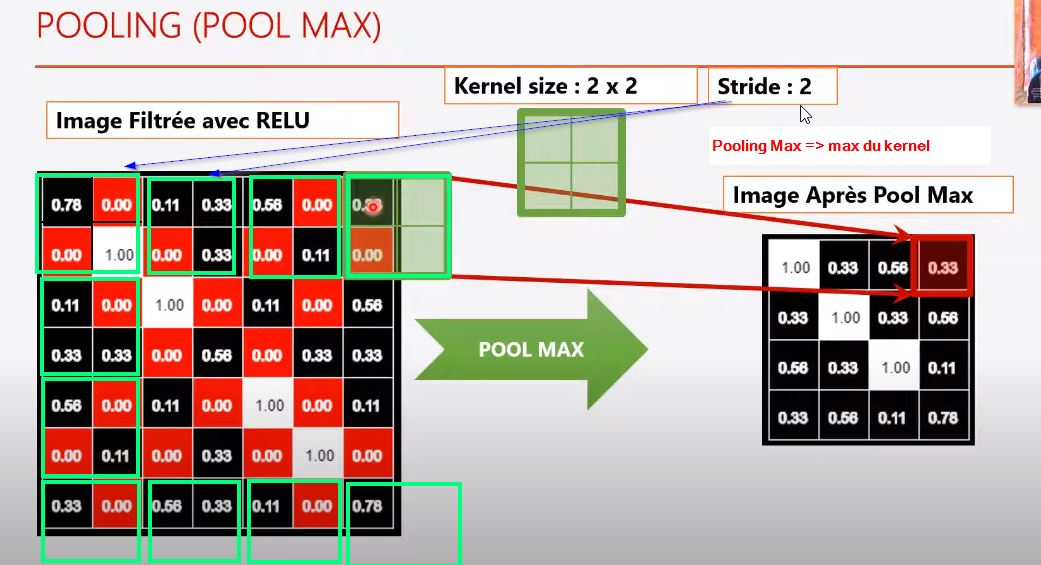 POOLING (POOL MAX)
Kernel size : 2 x 2
Stride : 2
Image Filtrée avec RELU
Pooling Max => max du kernel
Image Après Pool Max
0.78 0.00 0.11 0.33 0.56 0.00
0.00 1.00 0.00 0.33 0.00 0.11 0.00
0.11 0.00 1.00 0.00 0.11 0.00 0.56
0.33 0.33 0.00 0.56 0.00 0.33 0.33
0.56 0.00 0.11 0.00 1.00 0.00 0.11
0.00 0.11 0.00 0.33 0.00 1.00 0.00
0.33 0.00 0.56 0.33 0.11 0.00 0.78
POOL MAX
1.00 0.33 0.56 0.33
0.33 1.00 0.33 0.56
0.56 0.33 1.00 0.11
0.33 0.56 0.11 0.78